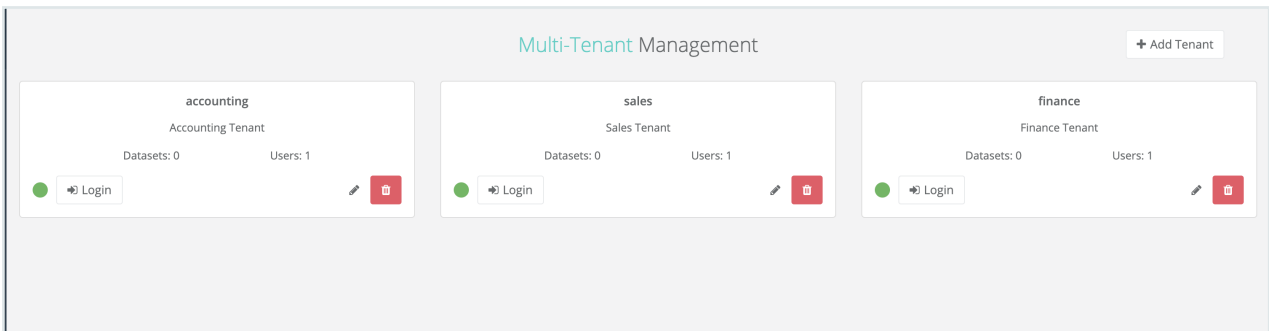 Multi-Tenant Management
Add Tenant
accounting
Accounting Tenant
Datasets: 0 Users: 1
Login
sales
Sales Tenant
Datasets: 0 Users: 1
Login
finance
Finance Tenant
Datasets: 0 Users: 1
Login